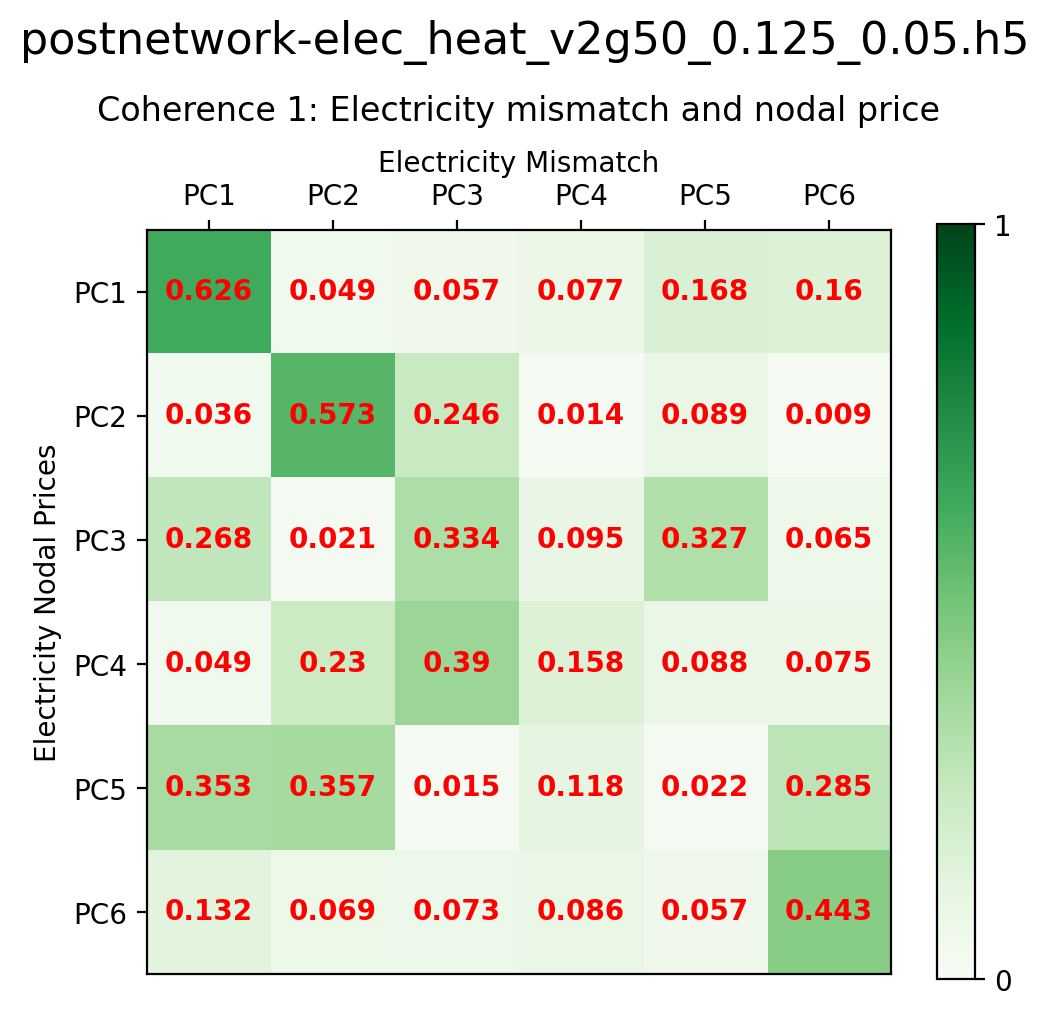 postnetwork-elec_heat_v2g50_0.125_0.05.h5
Coherence 1: Electricity mismatch and nodal price
Electricity Mismatch
PC1 PC2 PC3 PC4 PC5 PC6
1
PC1 0.626 0.049 0.057 0.077 0.168 0.16
PC2 0.036 0.573 0.246 0.014 0.089 0.009
PC3 0.268 0.021 0.334 0.095 0.327 0.065
PC4 0.049 0.23 0.39 0.158 0.088 0.075
PC5 0.353 0.357 0.015 0.118 0.022 0.285
PC6 0.132 0.069 0.073 0.086 0.057 0.443
0
Electricity Nodal Prices